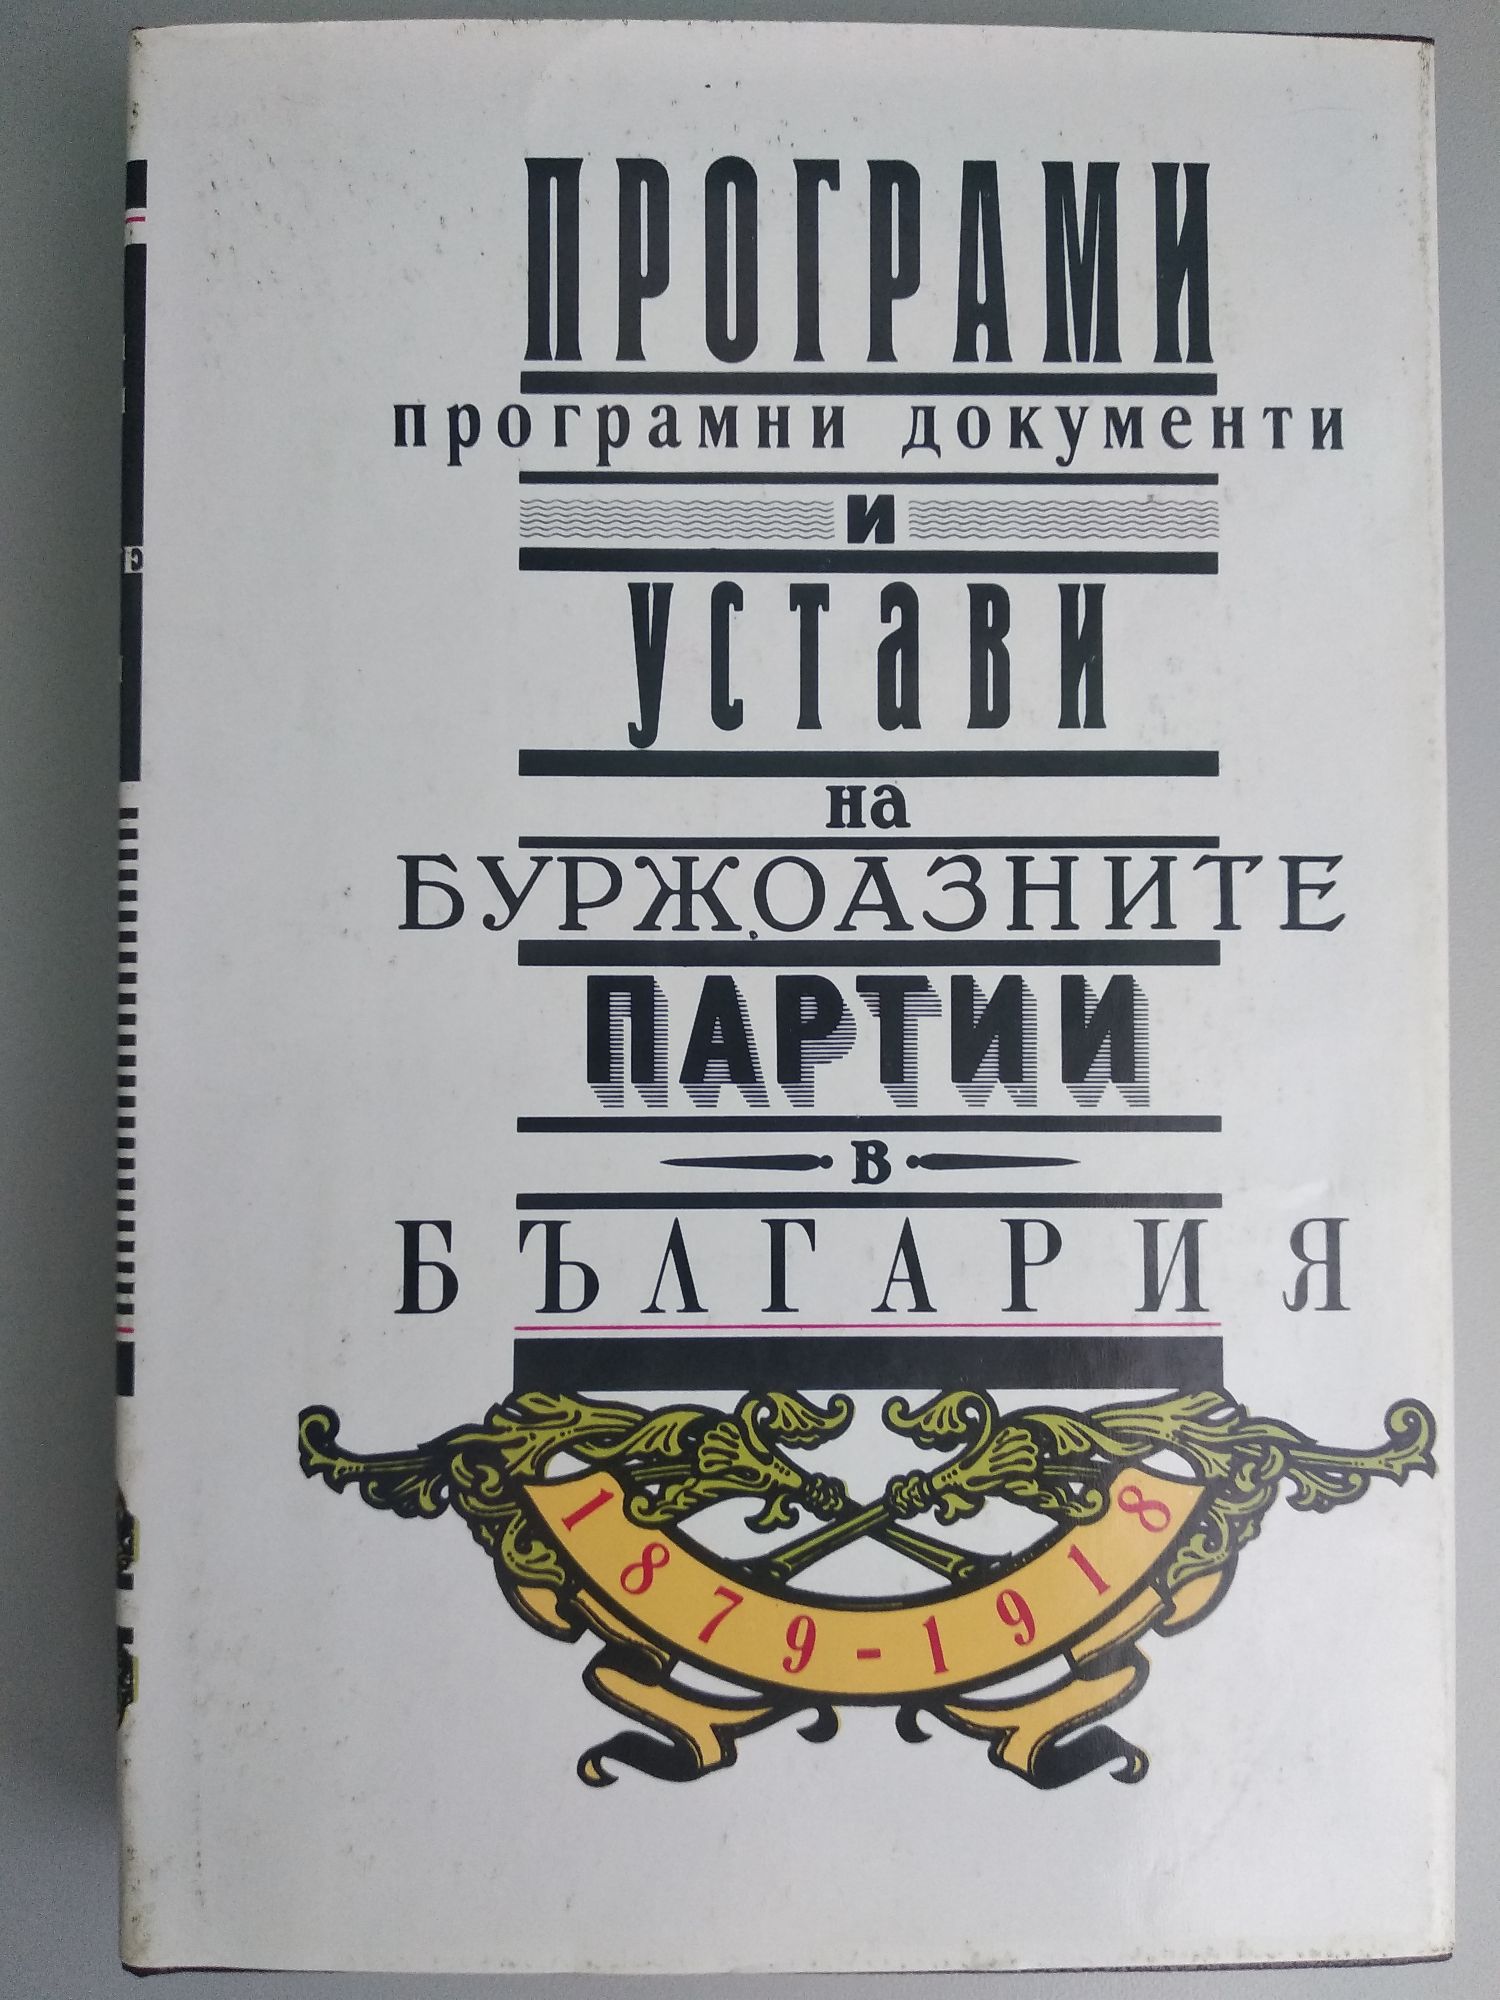 ПРОГРАМИ
програмни документи
и
устави
на
БУРЖОАЗНИТЕ
ПАРТИИ
в
БЪЛГАРИЯ
1879-1918